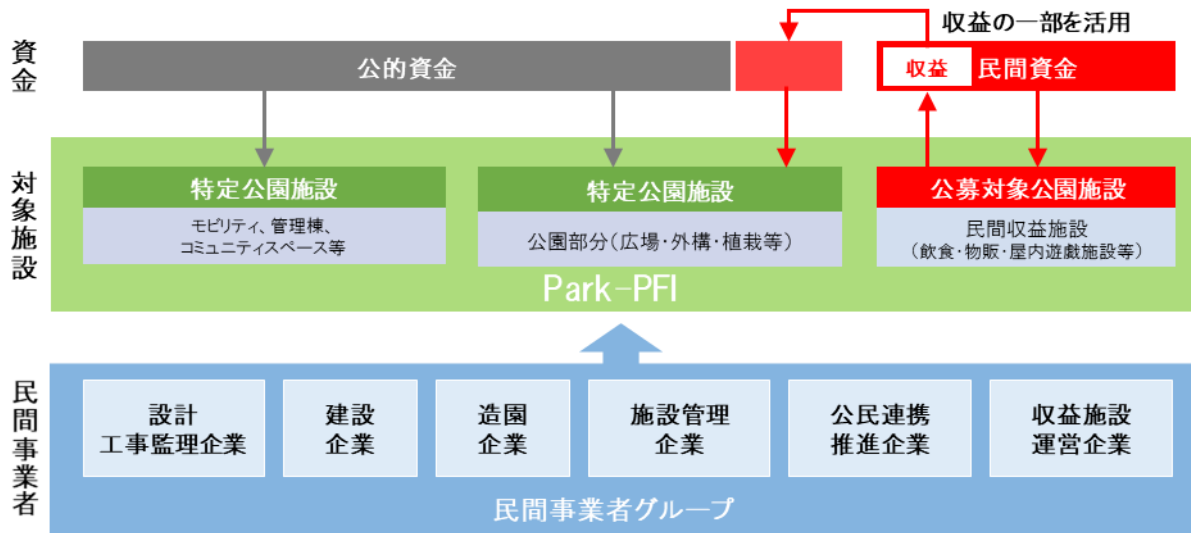 収益の一部を活用
資金
公的資金
収益
民間資金
対象施設
特定公園施設
モビリティ、管理棟、
コミュニティスペース等
特定公園施設
公園部分(広場・外構・植栽等)
公募対象公園施設
民間収益施設
(飲食・物販・屋内遊戯施設等)
Park-PFI
民間事業者
設計
工事監理企業
建設
企業
造園
企業
施設管理
企業
公民連携
推進企業
収益施設
運営企業
民間事業者グループ